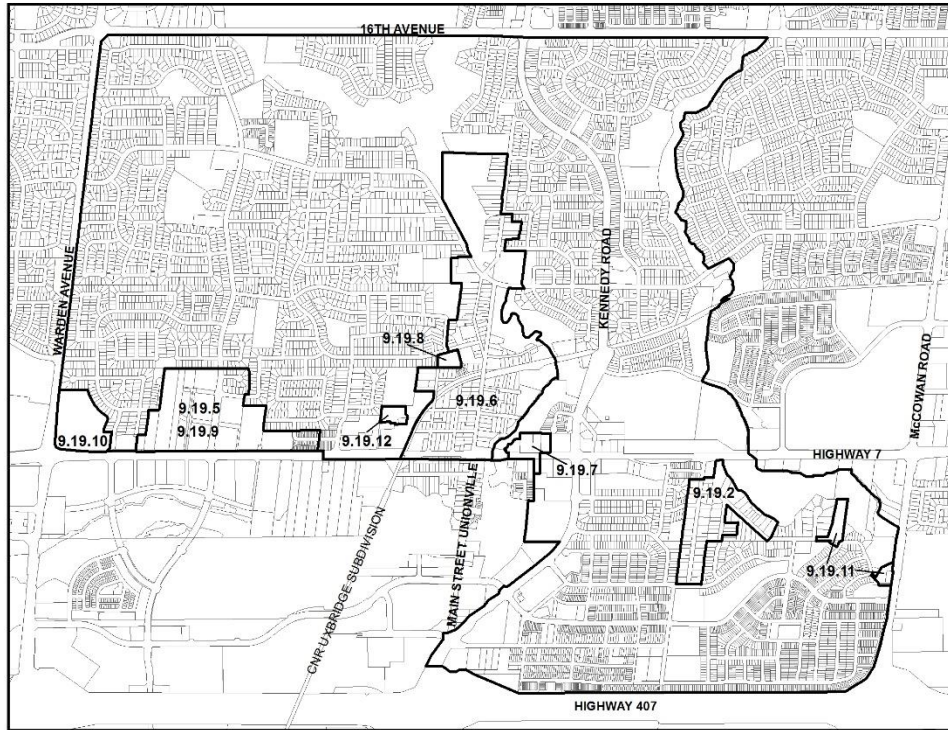 16TH AVENUE
WARDEN AVENUE
KENNEDY ROAD
McCOWAN ROAD
9.19.8
9.19.5
9.19.6
9.19.9
9.19.10
9.19.12
9.19.7
HIGHWAY 7
9.19.2
9.19.11
CNR UXBRIDGE SUBDIVISION
MAIN STREET UNIONVILLE
HIGHWAY 407